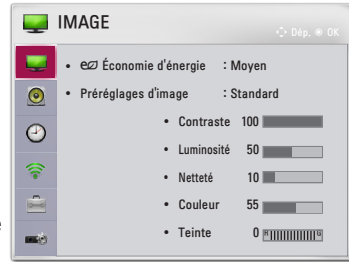 IMAGE
Dép. OK
• Économie d'énergie : Moyen
• Préréglages d'image : Standard
• Contraste 100
• Luminosité 50
• Netteté 10
• Couleur 55
• Teinte 0 R G
e